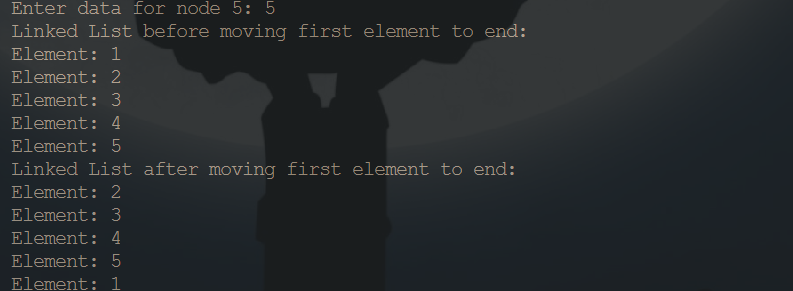 Enter data for node 5: 5
Linked List before moving first element to end:
Element: 1
Element: 2
Element: 3
Element: 4
Element: 5
Linked List after moving first element to end:
Element: 2
Element: 3
Element: 4
Element: 5
Element: 1